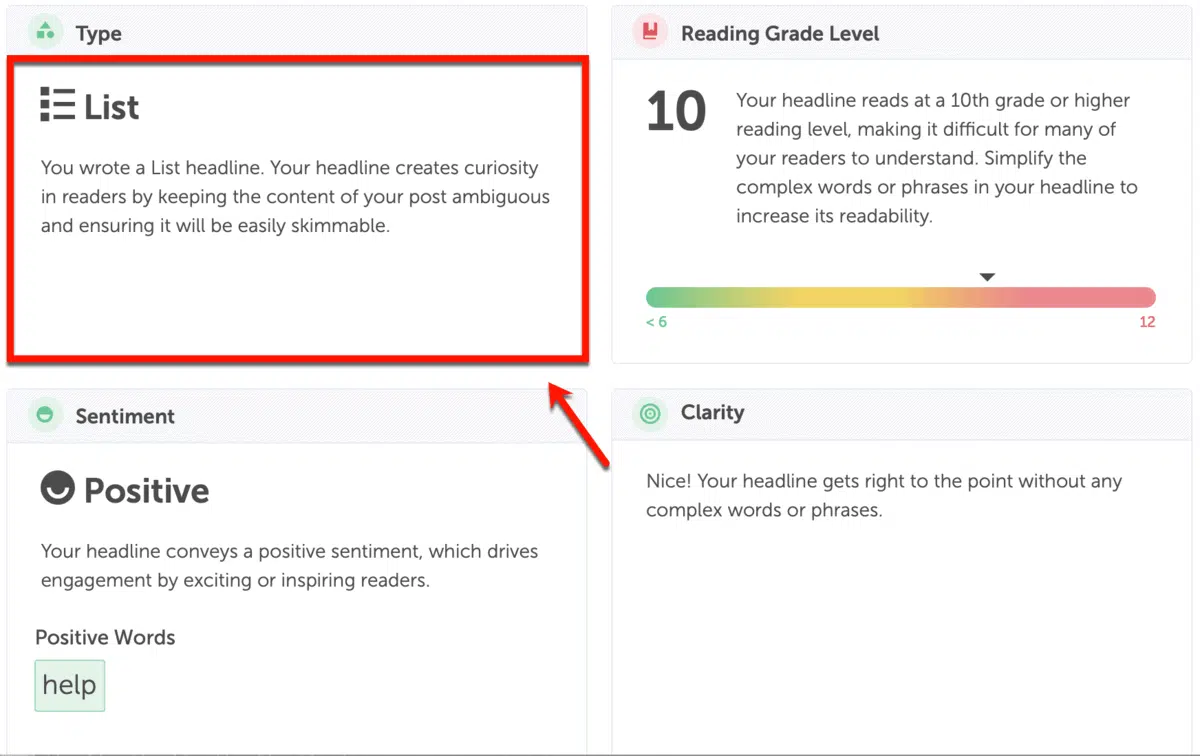 Type
List
You wrote a List headline. Your headline creates curiosity
in readers by keeping the content of your post ambiguous
and ensuring it will be easily skimmable.
Reading Grade Level
10
Your headline reads at a 10th grade or higher
reading level, making it difficult for many of
your readers to understand. Simplify the
complex words or phrases in your headline to
increase its readability.
< 6
12
Sentiment
Positive
Your headline conveys a positive sentiment, which drives
engagement by exciting or inspiring readers.
Positive Words
help
Clarity
Nice! Your headline gets right to the point without any
complex words or phrases.